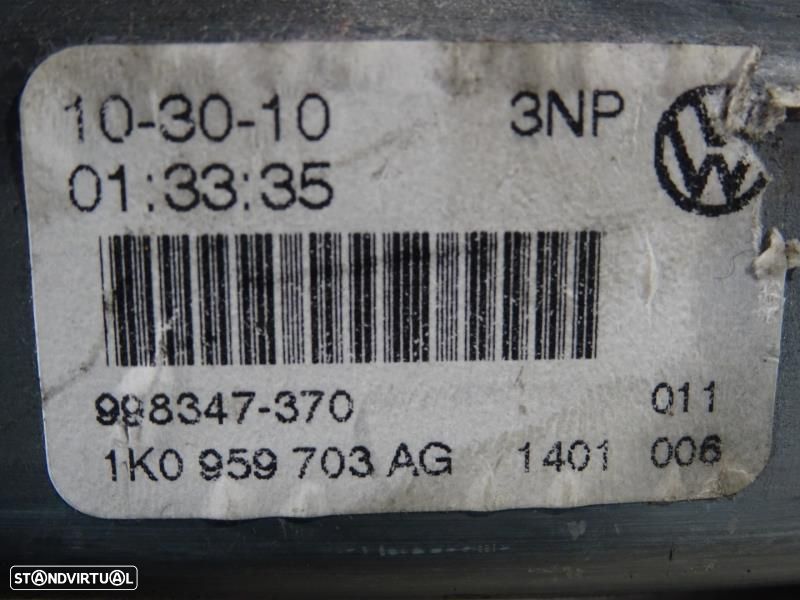 10-30-10 3NP
01:33:35
998347-370 011
1K0 959 703 AG 1401 006
STANDVIRTUAL